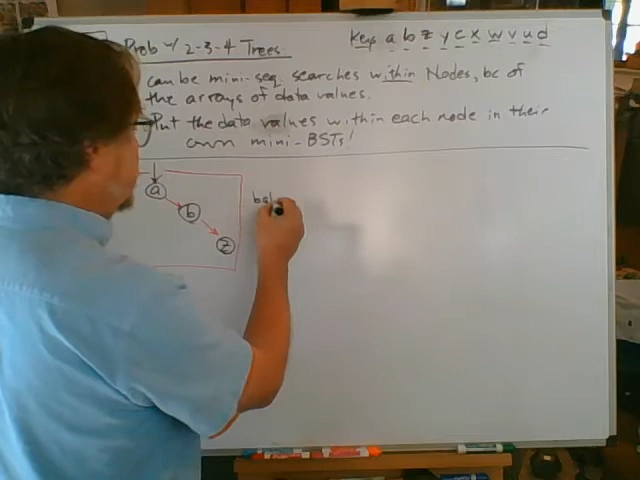 Prob w/ 2-3-4 Trees.
Keys a b z y c x w v u d
can be mini-seq. searches within Nodes, bc of
the arrays of data values.
Put the data values within each node in their
own mini-BSTs!
a
b
z
bal